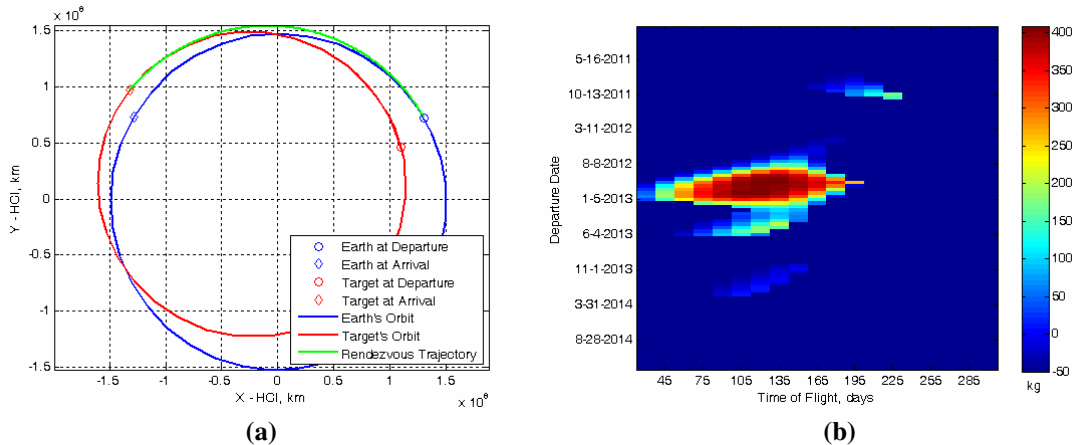 x 10⁸
1.5
1
0.5
0
-0.5
-1
-1.5
Y - HCI, km
-1.5 -1 -0.5 0 0.5 1 1.5
X - HCI, km
x 10⁸
Earth at Departure
Earth at Arrival
Target at Departure
Target at Arrival
Earth's Orbit
Target's Orbit
Rendezvous Trajectory
(a)
Departure Date
5-16-2011
10-13-2011
3-11-2012
8-8-2012
1-5-2013
6-4-2013
11-1-2013
3-31-2014
8-28-2014
45 75 105 135 165 195 225 255 285
Time of Flight, days
400
350
300
250
200
150
100
50
0
-50
kg
(b)